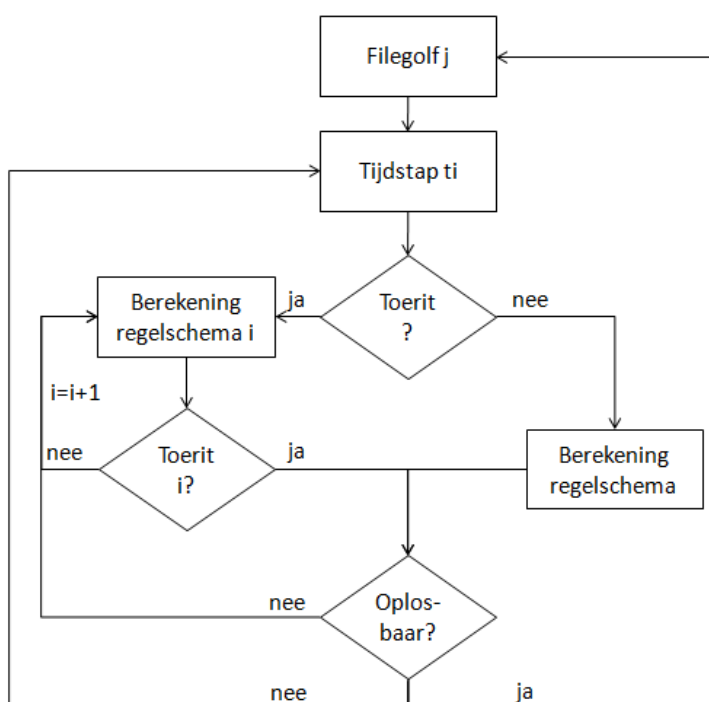 Filegolf j
Tijdstap ti
Toerit
?
ja
nee
Berekening
regelschema i
i=i+1
Toerit
i?
nee
ja
Berekening
regelschema
Oplos-
baar?
nee
nee
ja